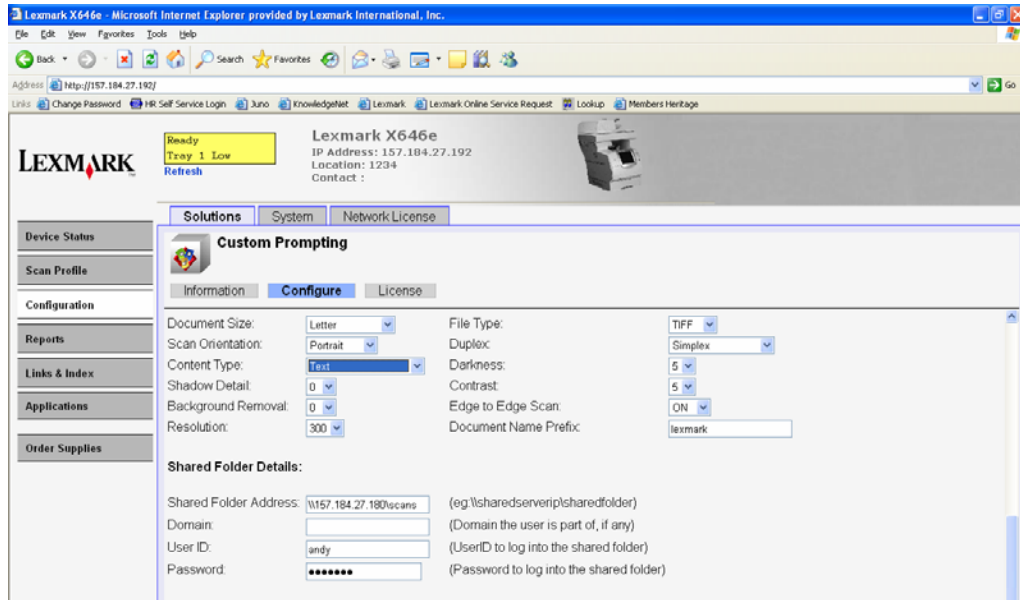 Lexmark X646e - Microsoft Internet Explorer provided by Lexmark International, Inc.
File Edit View Favorites Tools Help
Back Search Favorites
Address http://157.184.27.192/ Go
Links Change Password HR Self Service Login Juno KnowledgeNet Lexmark Lexmark Online Service Request Lookup Members Heritage
LEXMARK
Ready
Tray 1 Low
Refresh
Lexmark X646e
IP Address: 157.184.27.192
Location: 1234
Contact :
Solutions System Network License
Device Status
Scan Profile
Configuration
Reports
Links & Index
Applications
Order Supplies
Custom Prompting
Information Configure License
Document Size: Letter File Type: TIFF
Scan Orientation: Portrait Duplex: Simplex
Content Type: Text Darkness: 5
Shadow Detail: 0 Contrast: 5
Background Removal: 0 Edge to Edge Scan: ON
Resolution: 300 Document Name Prefix: lexmark
Shared Folder Details:
Shared Folder Address: \\157.184.27.180\scans (eg:\\sharedserverip\sharedfolder)
Domain: (Domain the user is part of, if any)
User ID: andy (UserID to log into the shared folder)
Password: ●●●●●●● (Password to log into the shared folder)